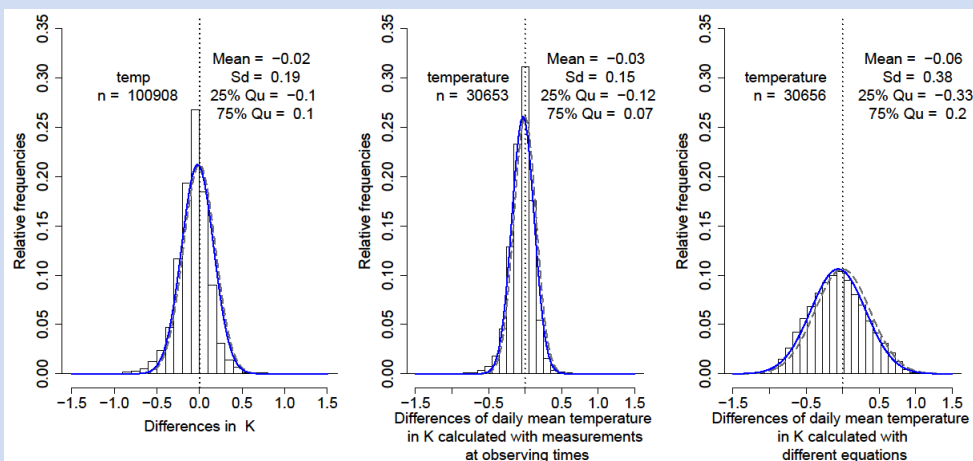 Mean = −0.02
temp
Sd = 0.19
n = 100908
25% Qu = −0.1
75% Qu = 0.1
Relative frequencies
0.00
0.05
0.10
0.15
0.20
0.25
0.30
0.35
−1.5
−0.5
0.0
0.5
1.0
1.5
Differences in K
Mean = −0.03
temperature
Sd = 0.15
n = 30653
25% Qu = −0.12
75% Qu = 0.07
Relative frequencies
0.00
0.05
0.10
0.15
0.20
0.25
0.30
0.35
−1.5
−0.5
0.0
0.5
1.0
1.5
Differences of daily mean temperature
in K calculated with measurements
at observing times
Mean = −0.06
temperature
Sd = 0.38
n = 30656
25% Qu = −0.33
75% Qu = 0.2
Relative frequencies
0.00
0.05
0.10
0.15
0.20
0.25
0.30
0.35
−1.5
−0.5
0.0
0.5
1.0
1.5
Differences of daily mean temperature
in K calculated with
different equations